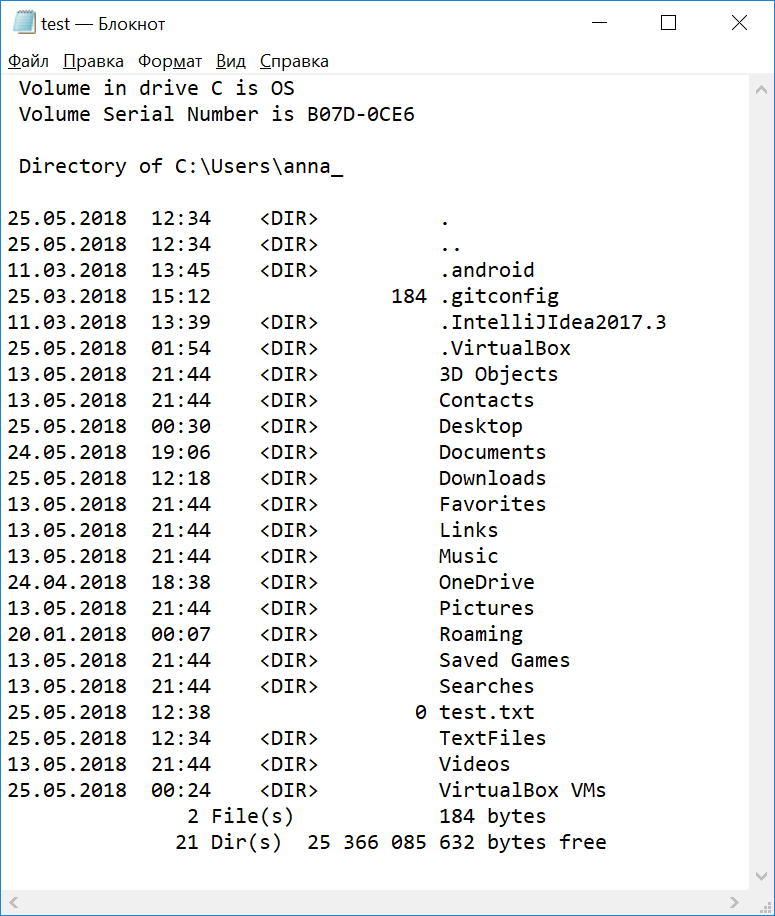 test — Блокнот
Файл Правка Формат Вид Справка
Volume in drive C is OS
Volume Serial Number is B07D-0CE6
Directory of C:\Users\anna_
25.05.2018  12:34    <DIR>          .
25.05.2018  12:34    <DIR>          ..
11.03.2018  13:45    <DIR>          .android
25.03.2018  15:12               184 .gitconfig
11.03.2018  13:39    <DIR>          .IntelliJIdea2017.3
25.05.2018  01:54    <DIR>          .VirtualBox
13.05.2018  21:44    <DIR>          3D Objects
13.05.2018  21:44    <DIR>          Contacts
25.05.2018  00:30    <DIR>          Desktop
24.05.2018  19:06    <DIR>          Documents
25.05.2018  12:18    <DIR>          Downloads
13.05.2018  21:44    <DIR>          Favorites
13.05.2018  21:44    <DIR>          Links
13.05.2018  21:44    <DIR>          Music
24.04.2018  18:38    <DIR>          OneDrive
13.05.2018  21:44    <DIR>          Pictures
20.01.2018  00:07    <DIR>          Roaming
13.05.2018  21:44    <DIR>          Saved Games
13.05.2018  21:44    <DIR>          Searches
25.05.2018  12:38                 0 test.txt
25.05.2018  12:34    <DIR>          TextFiles
13.05.2018  21:44    <DIR>          Videos
25.05.2018  00:24    <DIR>          VirtualBox VMs
2 File(s)            184 bytes
21 Dir(s)  25 366 085 632 bytes free